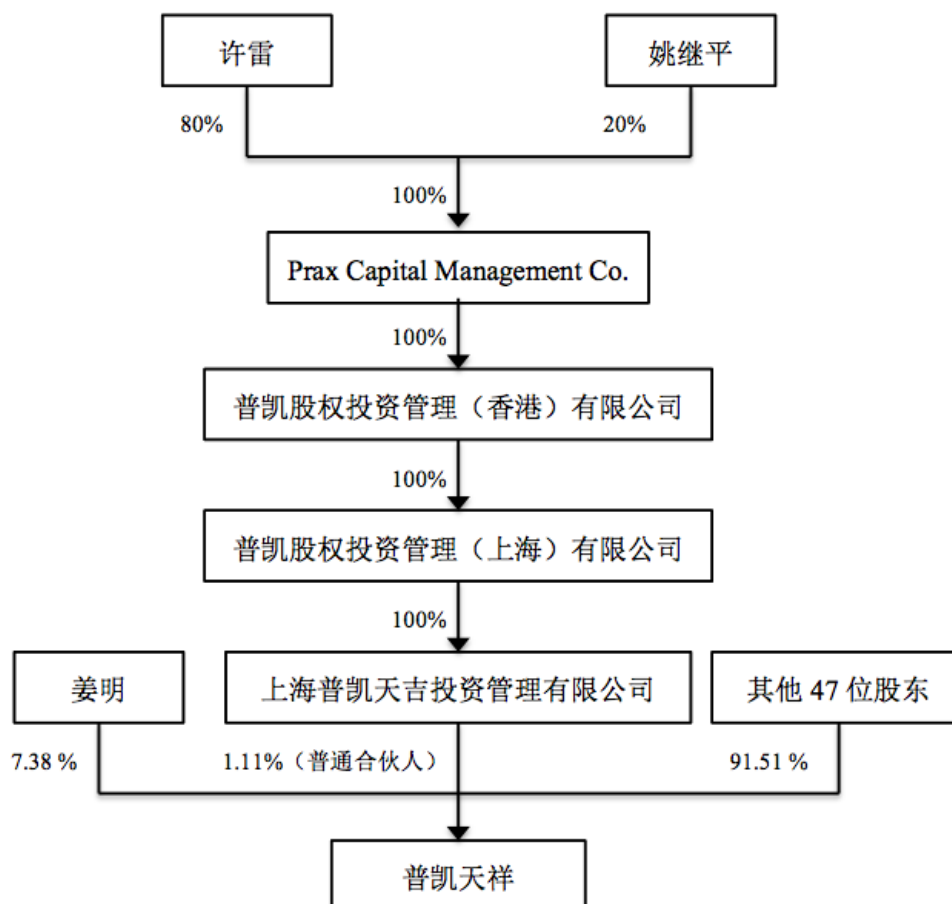 许雷
姚继平
80%
20%
100%
Prax Capital Management Co.
100%
普凯股权投资管理（香港）有限公司
100%
普凯股权投资管理（上海）有限公司
100%
姜明
上海普凯天吉投资管理有限公司
其他 47 位股东
7.38 %
1.11%（普通合伙人）
91.51 %
普凯天祥